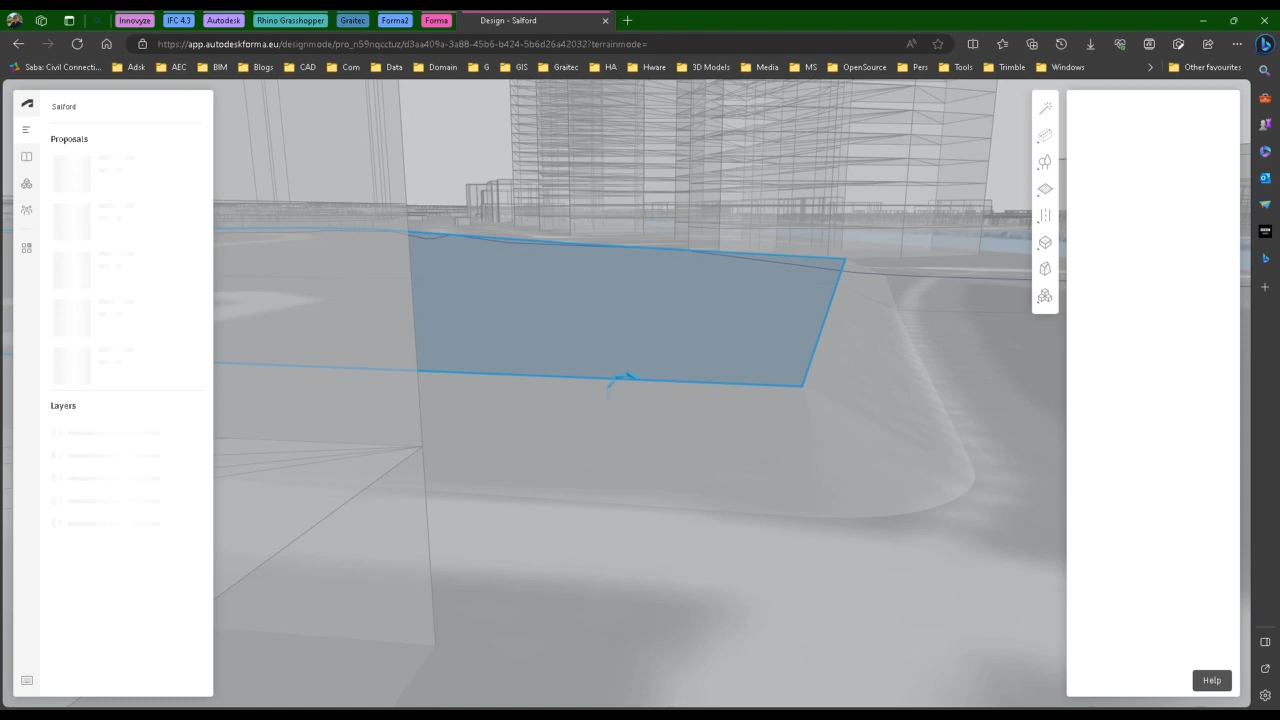 Innovyze IFC 4.3 Autodesk Rhino Grasshopper Graitec Forma2 Forma Design - Salford
https://app.autodeskforma.eu/designmode/pro_n59nqcctuz/d3aa409a-3a88-45b6-b424-5b6d26a42032?terrainmode=
Saba: Civil Connecti... Adsk AEC BIM Blogs CAD Com Data Domain G GIS Graitec HA Hware 3D Models Media MS OpenSource Pers Tools Trimble Windows Other favourites
Salford
Proposals
Layers
Help